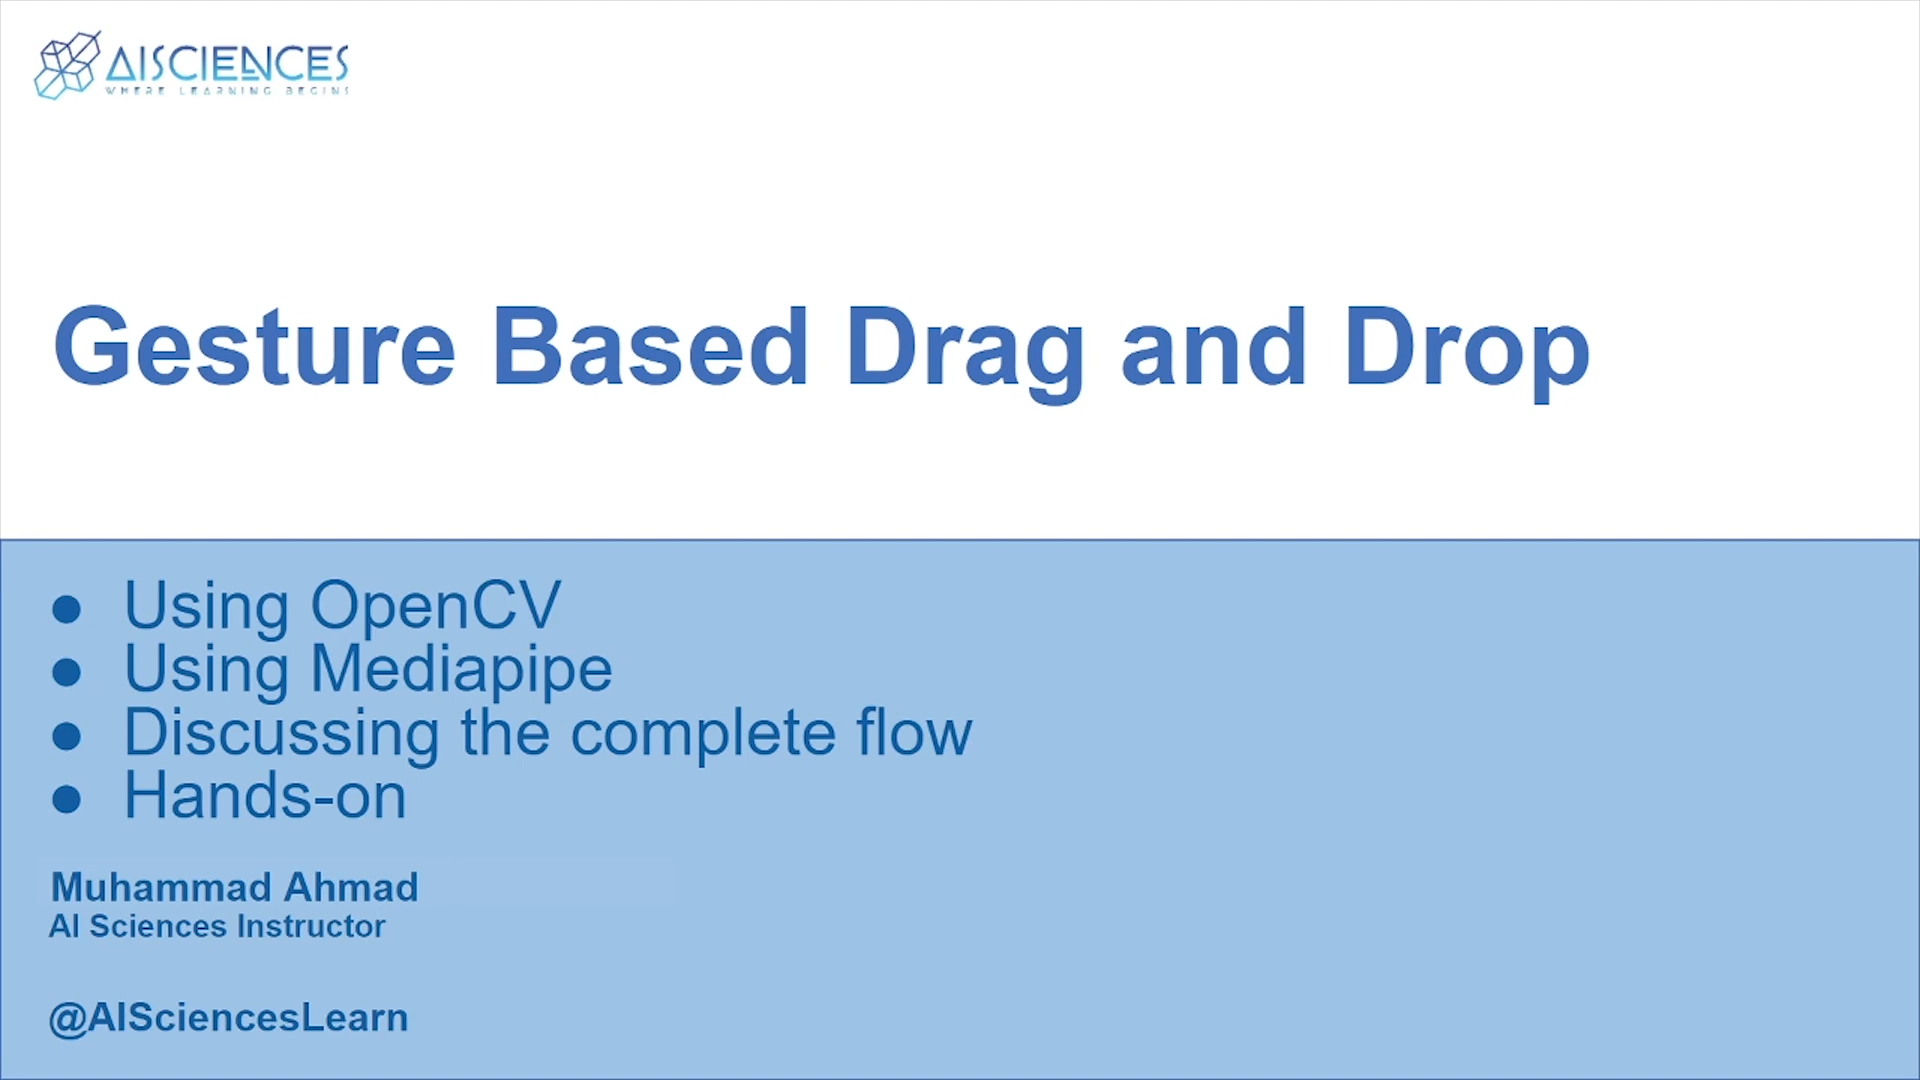 AISCIENCES
WHERE LEARNING BEGINS
Gesture Based Drag and Drop
● Using OpenCV
● Using Mediapipe
● Discussing the complete flow
● Hands-on
Muhammad Ahmad
AI Sciences Instructor
@AISciencesLearn